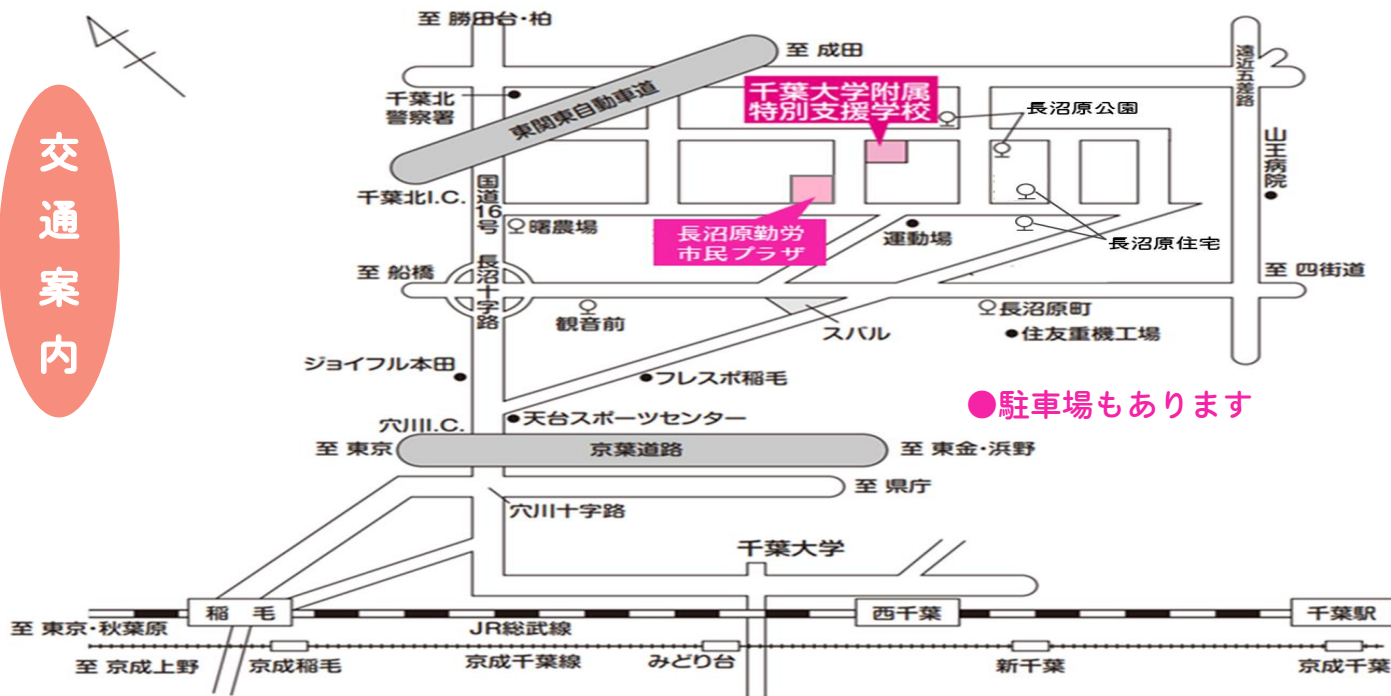 交通案内
至 勝田台・柏
至 成田
遠近五差路
千葉北
警察署
東関東自動車道
千葉大学附属
特別支援学校
長沼原公園
山王病院
千葉北I.C.
国道16号
曙農場
長沼原勤労
市民プラザ
運動場
長沼原住宅
至 船橋
長沼十字路
至 四街道
観音前
スバル
長沼原町
住友重機工場
ジョイフル本田
フレスポ稲毛
●駐車場もあります
穴川I.C.
天台スポーツセンター
至 東京
京葉道路
至 東金・浜野
至 県庁
穴川十字路
千葉大学
稲 毛
西千葉
千葉駅
至 東京・秋葉原
JR総武線
至 京成上野
京成稲毛
京成千葉線
みどり台
新千葉
京成千葉